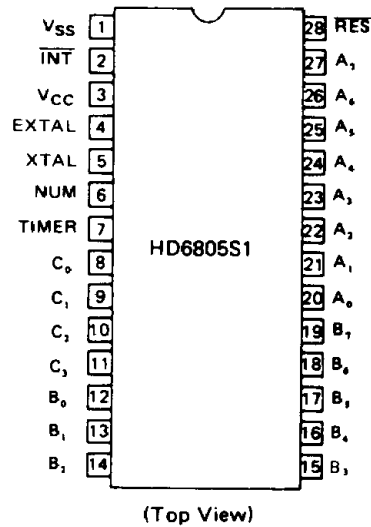 VSS 1 28 RES
INT 2 27 A7
VCC 3 26 A6
EXTAL 4 25 A5
XTAL 5 24 A4
NUM 6 23 A3
TIMER 7 22 A2
HD6805S1
C0 8 21 A1
C1 9 20 A0
C2 10 19 B7
C3 11 18 B6
B0 12 17 B5
B1 13 16 B4
B2 14 15 B3
(Top View)